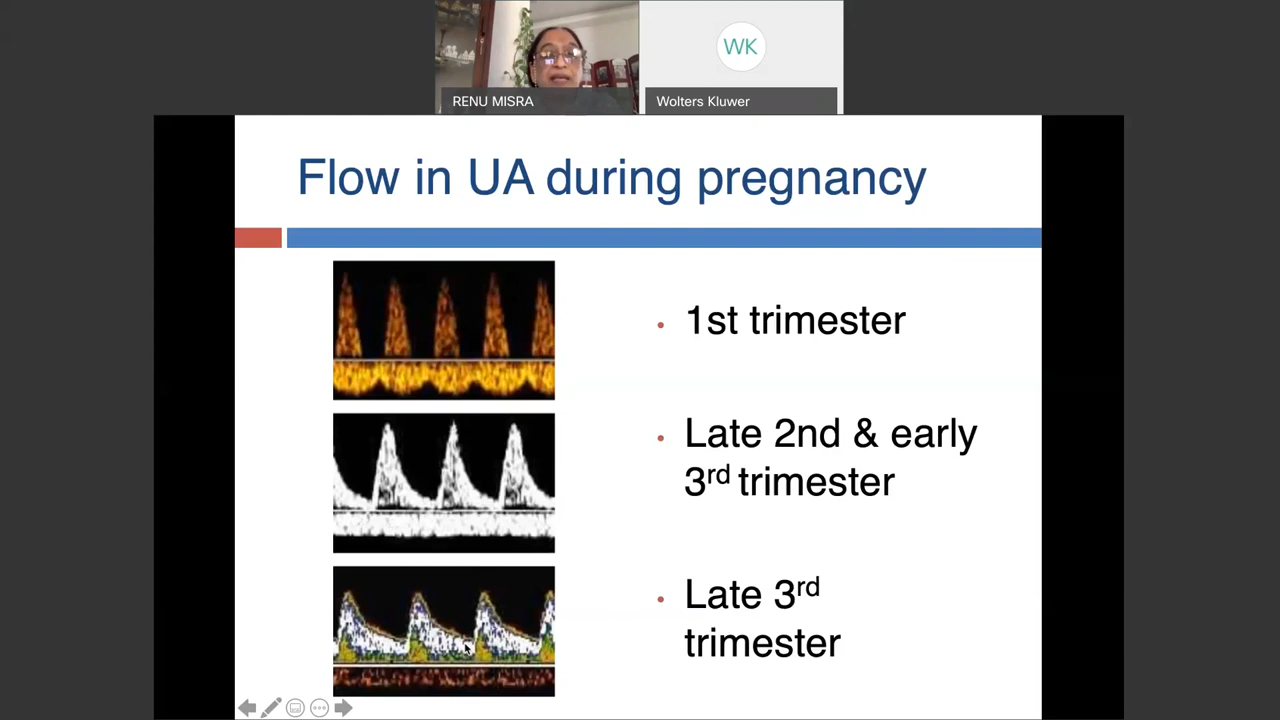 WK
RENU MISRA
Wolters Kluwer
Flow in UA during pregnancy
• 1st trimester
• Late 2nd & early
3rd trimester
• Late 3rd
trimester